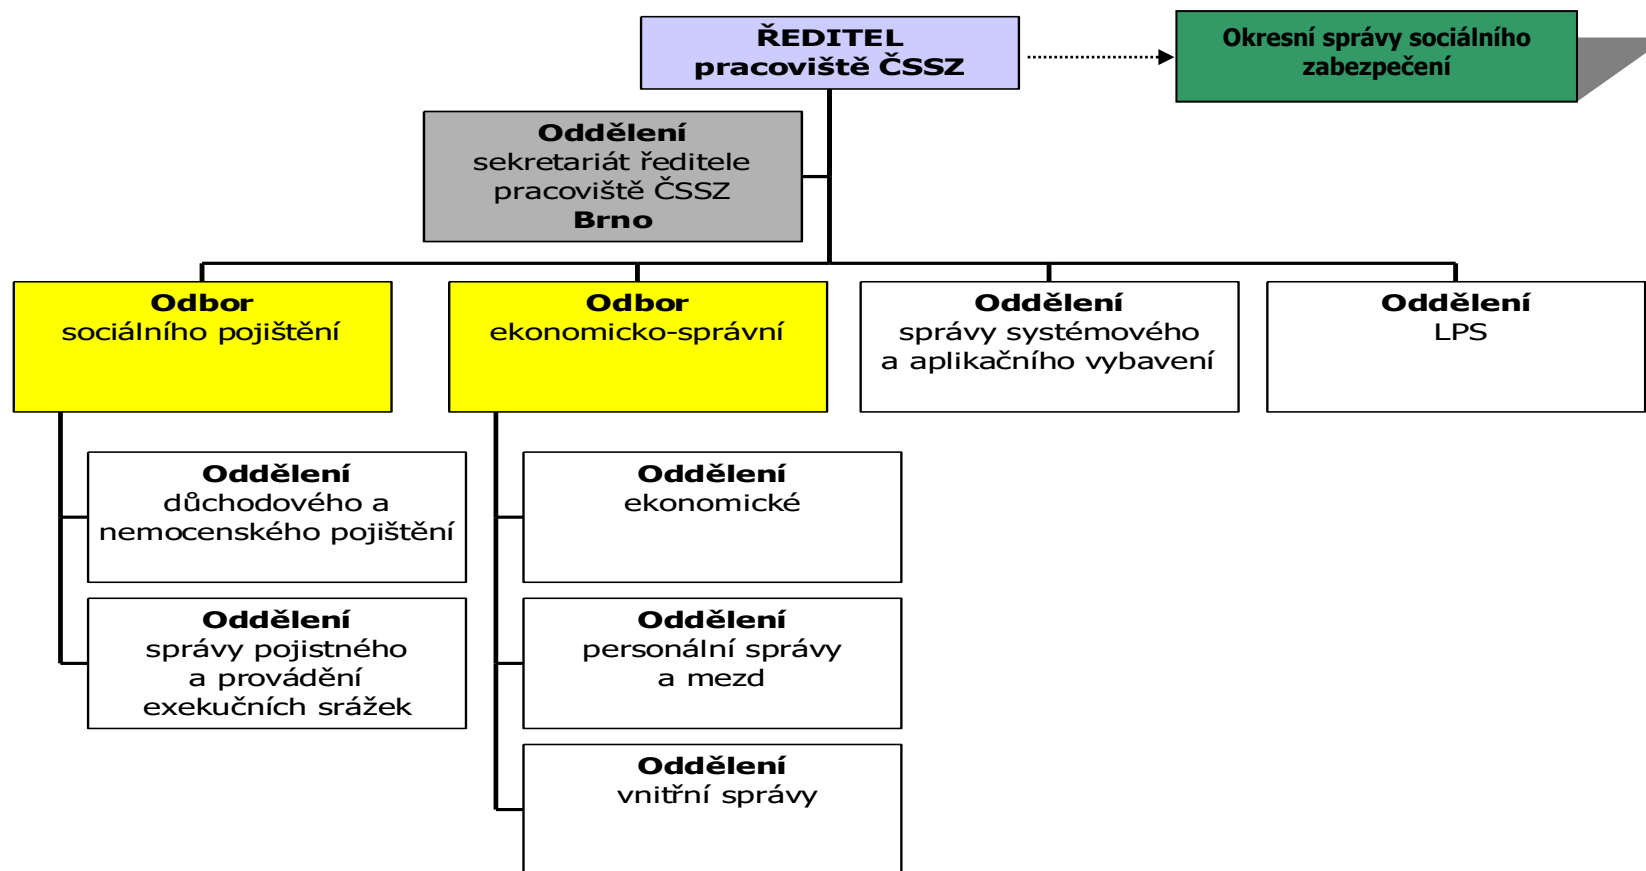 ŘEDITEL
pracoviště ČSSZ
Okresní správy sociálního
zabezpečení
Oddělení
sekretariát ředitele
pracoviště ČSSZ
Brno
Odbor
sociálního pojištění
Odbor
ekonomicko-správní
Oddělení
správy systémového
a aplikačního vybavení
Oddělení
LPS
Oddělení
důchodového a
nemocenského pojištění
Oddělení
ekonomické
Oddělení
správy pojistného
a provádění
exekučních srážek
Oddělení
personální správy
a mezd
Oddělení
vnitřní správy